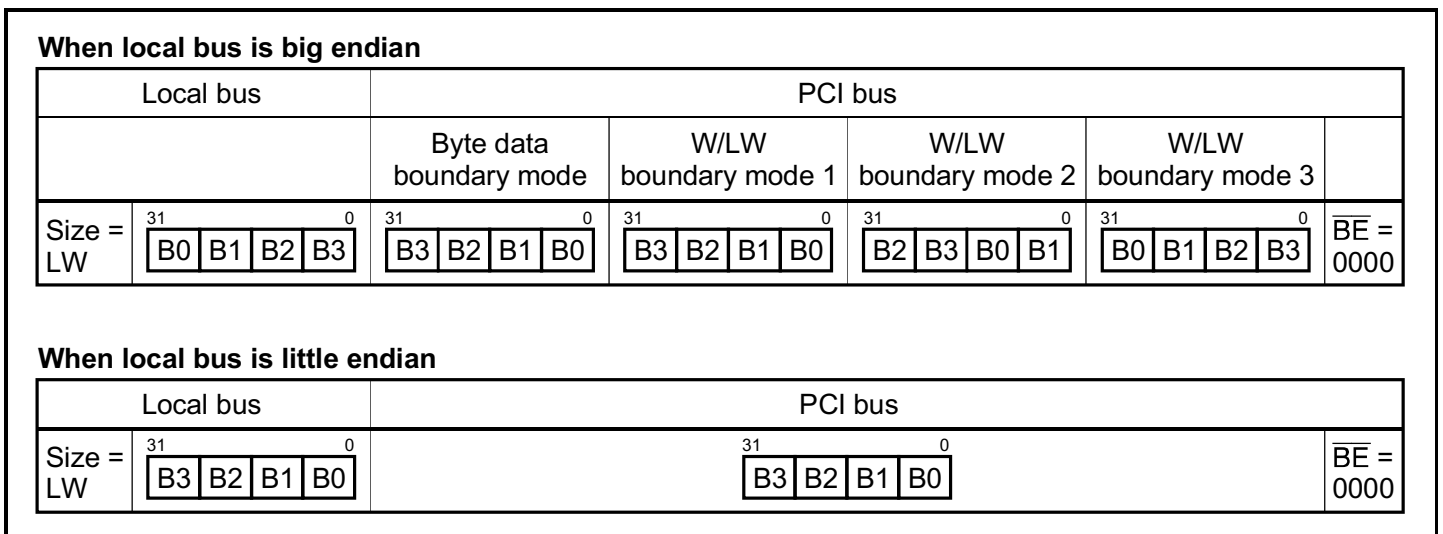 When local bus is big endian
Local bus PCI bus
Byte data boundary mode W/LW boundary mode 1 W/LW boundary mode 2 W/LW boundary mode 3
Size = LW 31 0 B0 B1 B2 B3 31 0 B3 B2 B1 B0 31 0 B3 B2 B1 B0 31 0 B2 B3 B0 B1 31 0 B0 B1 B2 B3 B̅E̅ = 0000
When local bus is little endian
Local bus PCI bus
Size = LW 31 0 B3 B2 B1 B0 31 0 B3 B2 B1 B0 B̅E̅ = 0000